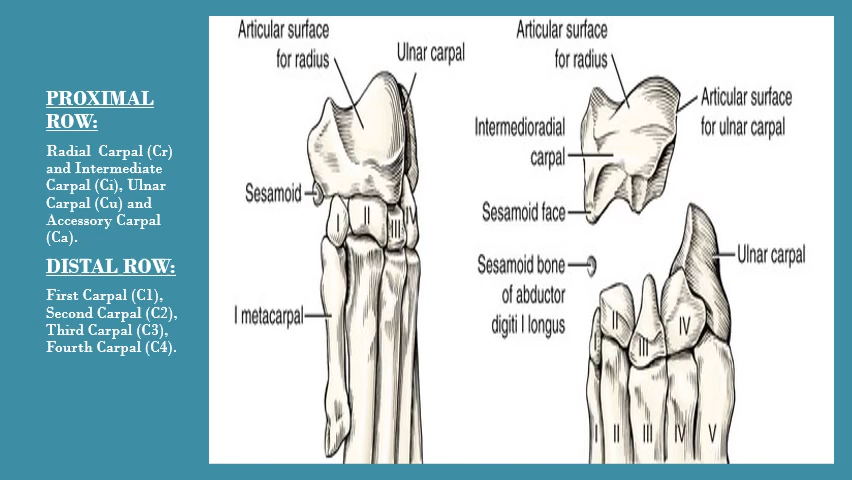 PROXIMAL
ROW:
Radial Carpal (Cr)
and Intermediate
Carpal (Ci), Ulnar
Carpal (Cu) and
Accessory Carpal
(Ca).
DISTAL ROW:
First Carpal (C1),
Second Carpal (C2),
Third Carpal (C3),
Fourth Carpal (C4).
Articular surface
for radius
Ulnar carpal
Sesamoid
I
II
III
IV
I metacarpal
Articular surface
for radius
Articular surface
for ulnar carpal
Intermedioradial
carpal
Sesamoid face
Sesamoid bone
of abductor
digiti I longus
Ulnar carpal
II
III
IV
I II III IV V